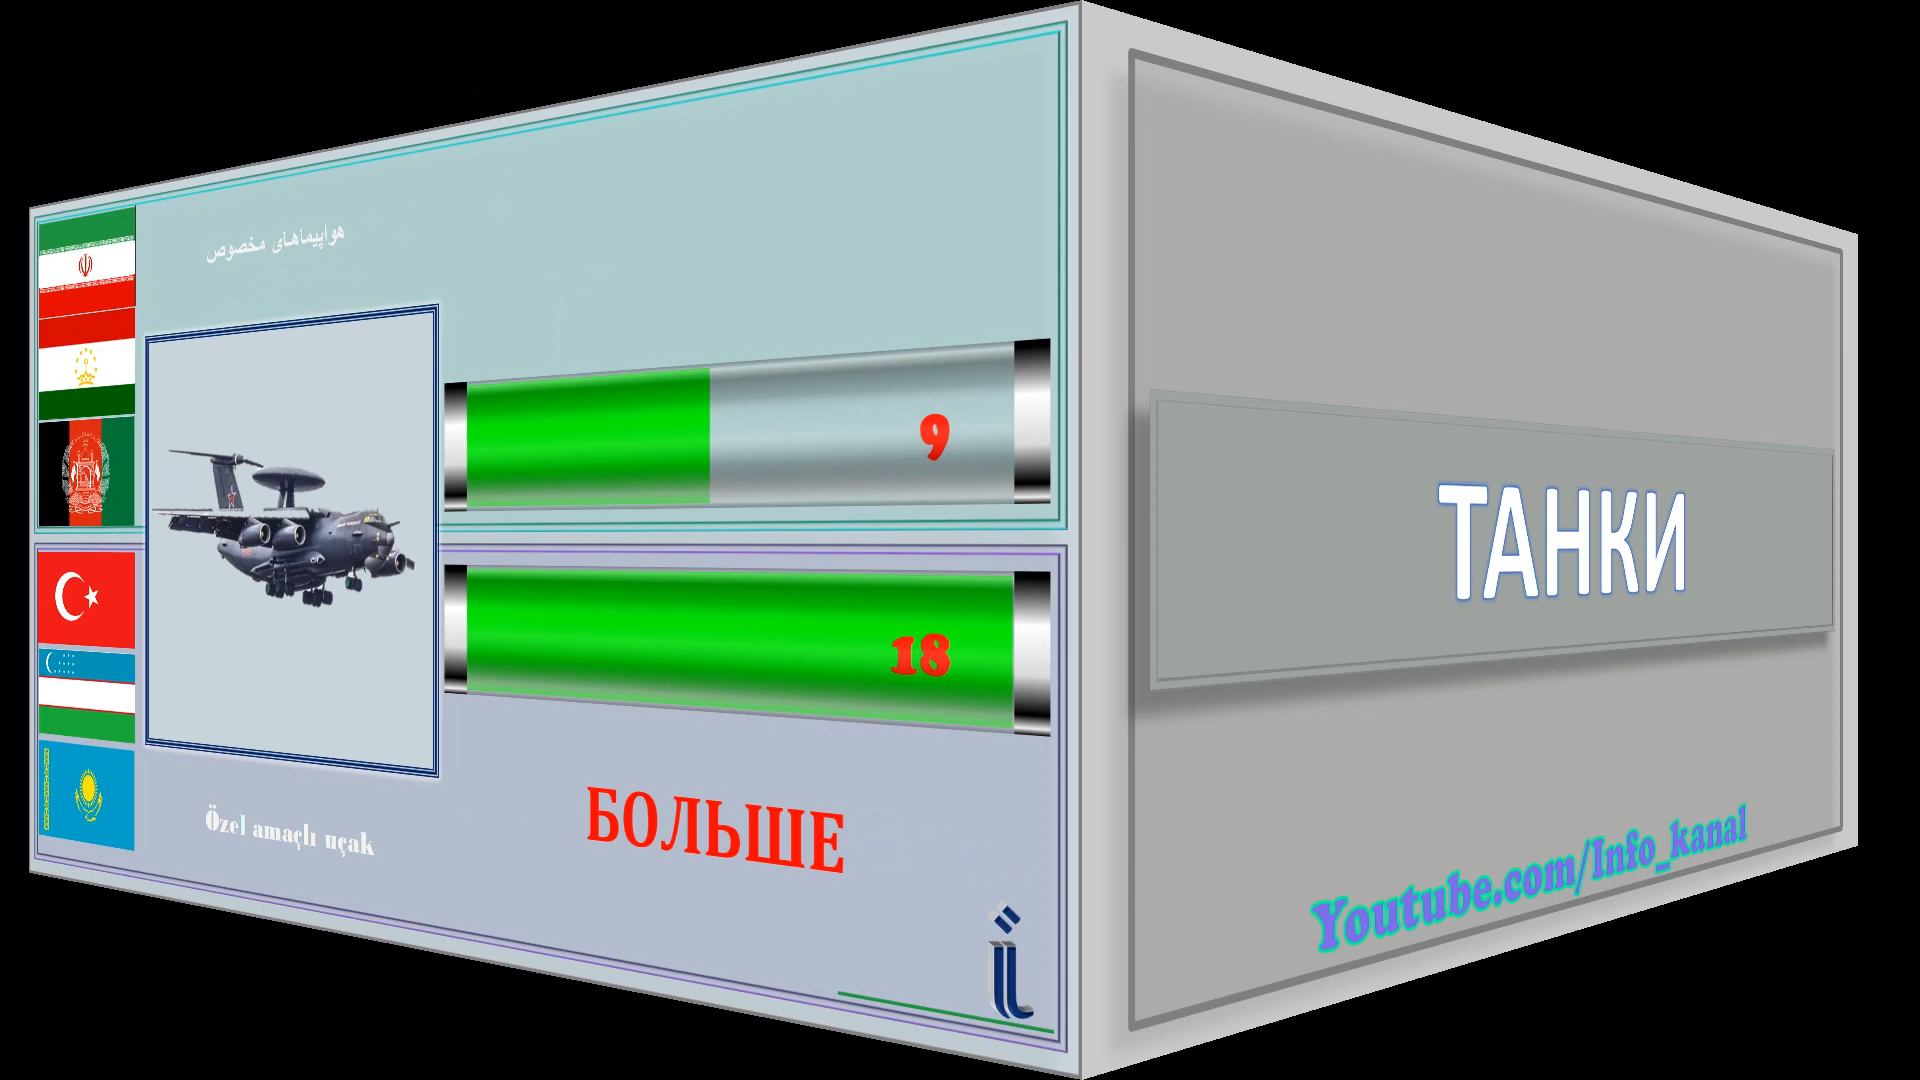 هواپیماهای مخصوص
9
18
Özel amaçlı uçak
БОЛЬШЕ
ТАНКИ
Youtube.com/Info_kanal